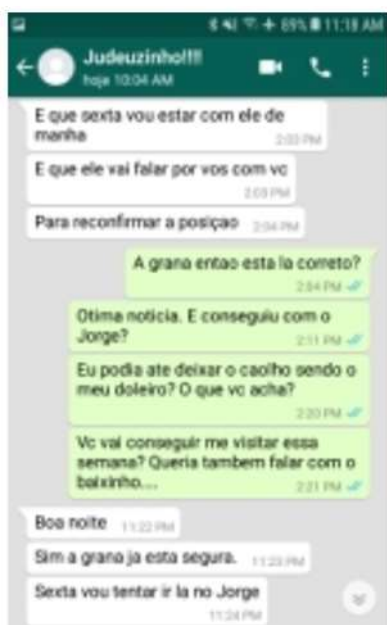 89% 11:18 AM
Judeuzinho!!!
hoje 10:04 AM
E que sexta vou estar com ele de
manha
2:03 PM
E que ele vai falar por vos com vc
2:03 PM
Para reconfirmar a posiçao 2:04 PM
A grana entao esta la correto?
2:04 PM
Otima noticia. E conseguiu com o
Jorge?
2:11 PM
Eu podia ate deixar o caolho sendo o
meu doleiro? O que vc acha?
2:20 PM
Vc vai conseguir me visitar essa
semana? Queria tambem falar com o
baixinho....
2:21 PM
Boa noite 11:22 PM
Sim a grana ja esta segura. 11:23 PM
Sexta vou tentar ir la no Jorge
11:24 PM